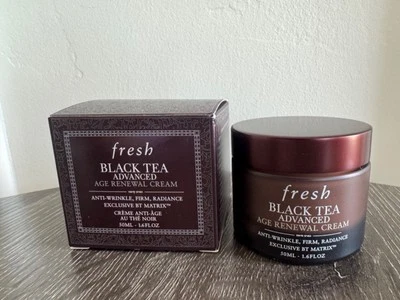 fresh
BLACK TEA
ADVANCED
AGE RENEWAL CREAM
ANTI-WRINKLE, FIRM, RADIANCE
EXCLUSIVE BT MATRIX™
CRÈME ANTI-ÂGE
AU THÉ NOIR
50ML - 1.6FL.OZ
fresh
BLACK TEA
ADVANCED
AGE RENEWAL CREAM
ANTI-WRINKLE, FIRM, RADIANCE
EXCLUSIVE BT MATRIX™
50ML - 1.6FL.OZ